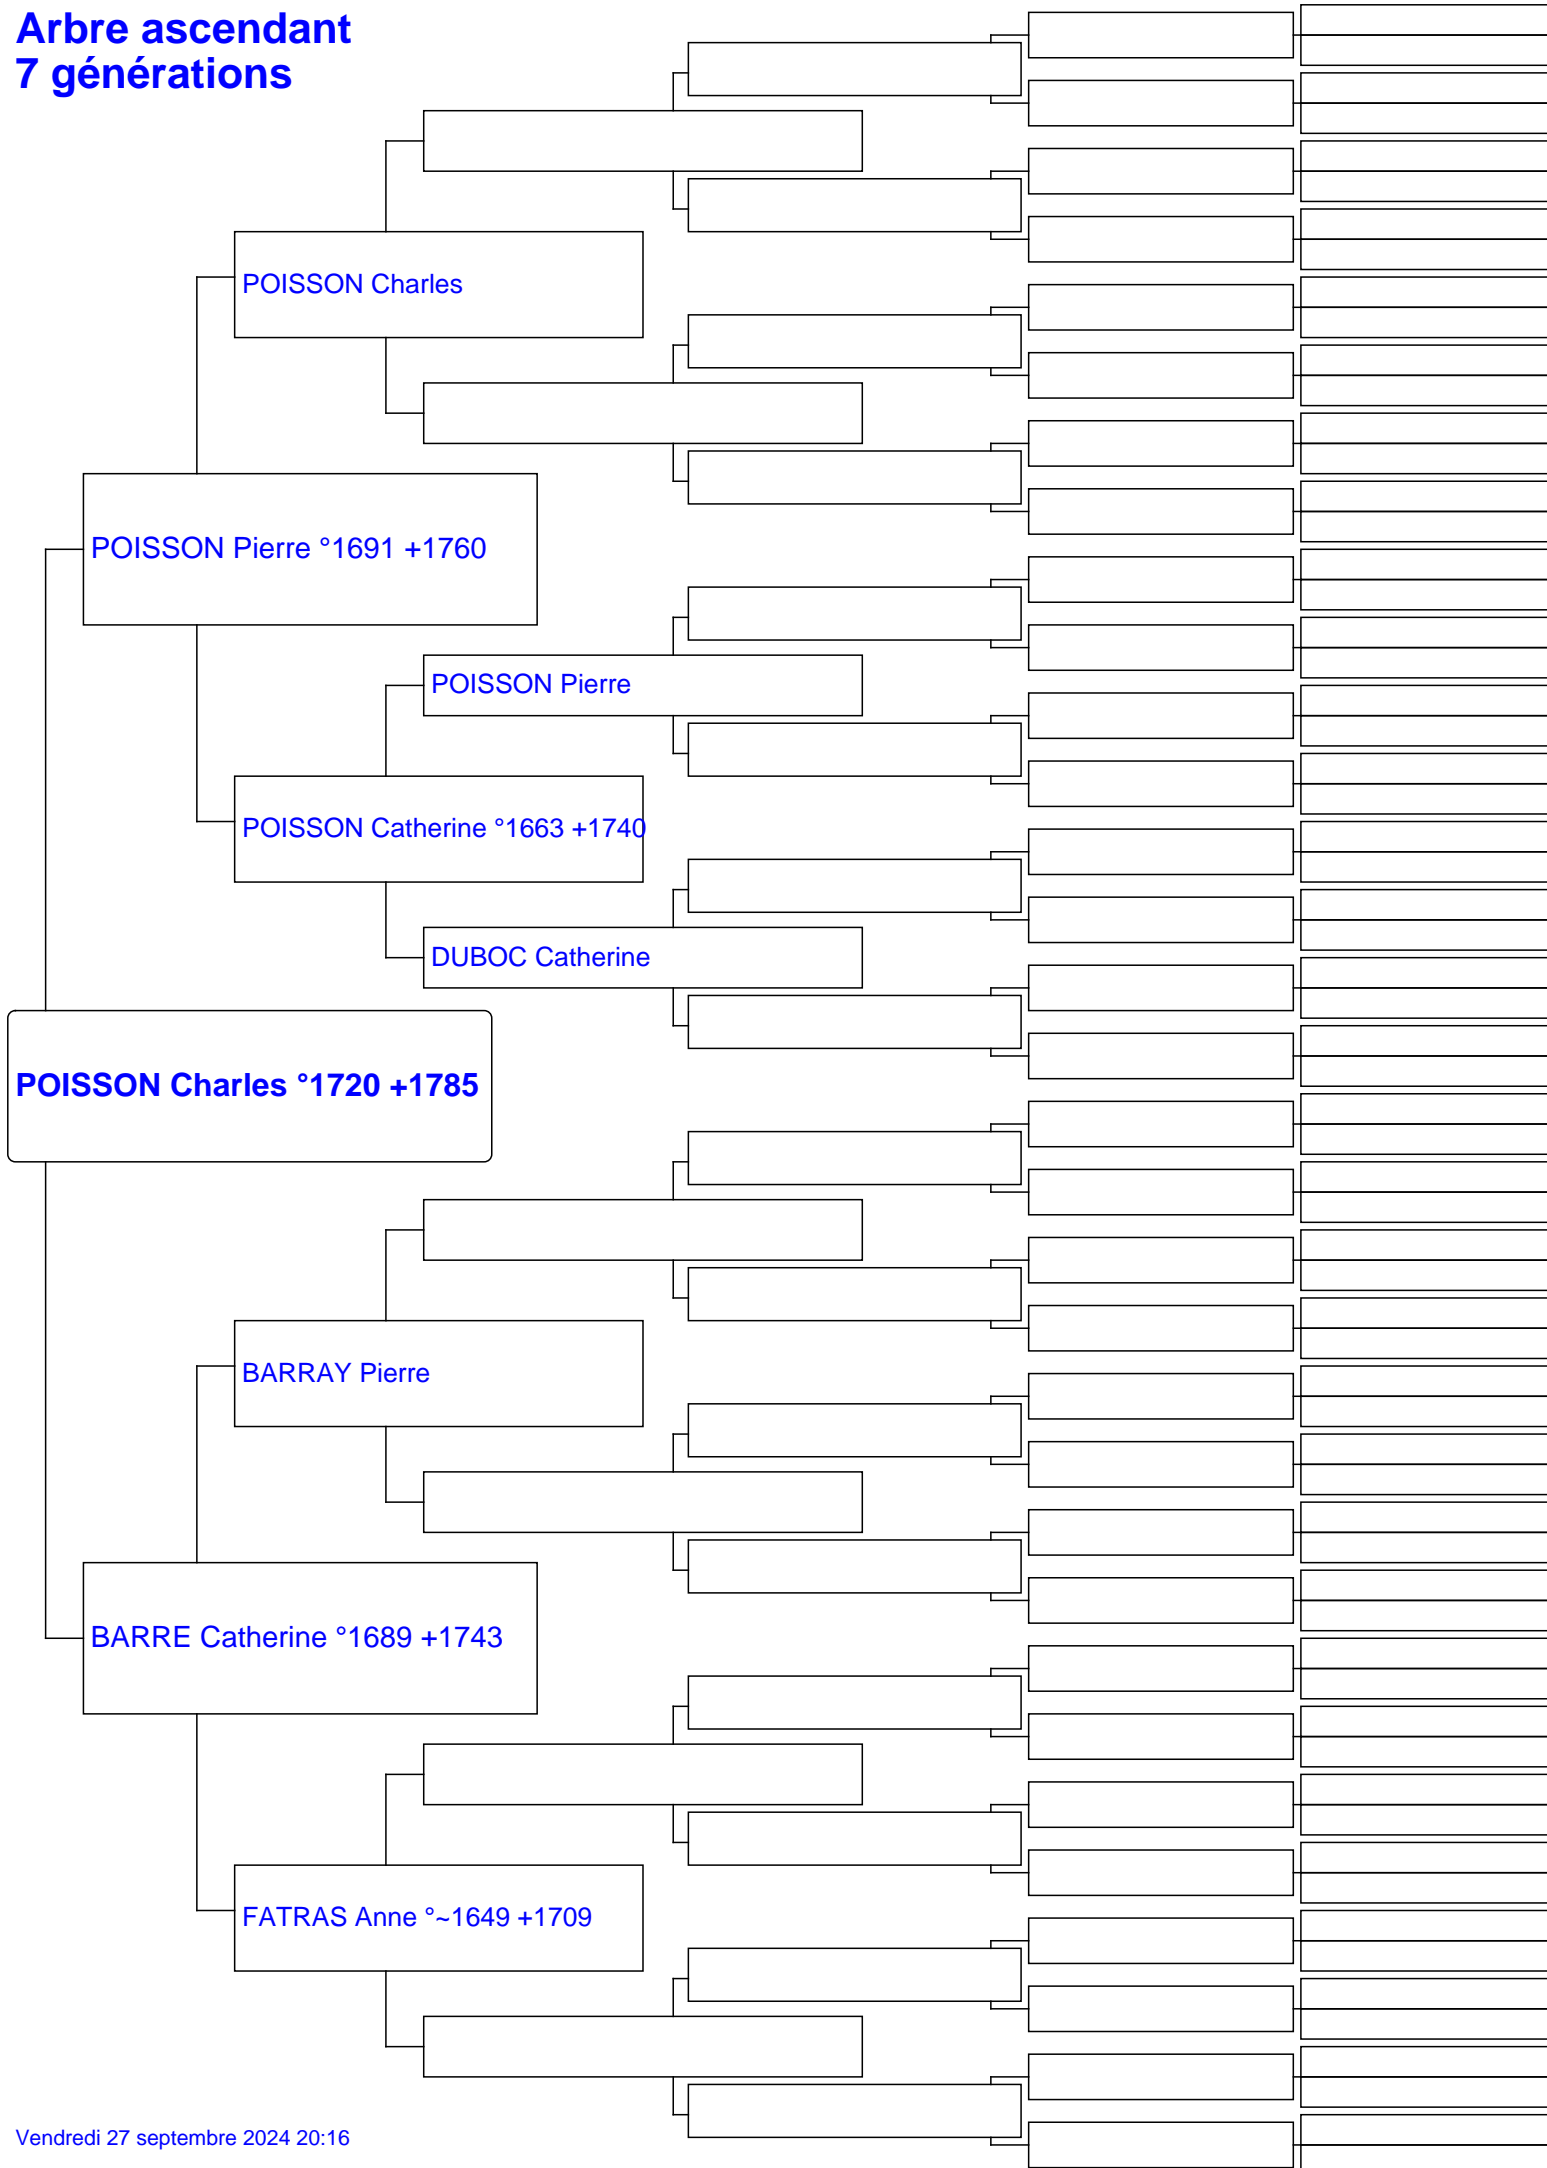 Arbre ascendant
7 générations
POISSON Charles
POISSON Pierre °1691 +1760
POISSON Pierre
POISSON Catherine °1663 +1740
DUBOC Catherine
POISSON Charles °1720 +1785
BARRAY Pierre
BARRE Catherine °1689 +1743
FATRAS Anne °~1649 +1709
Vendredi 27 septembre 2024 20:16